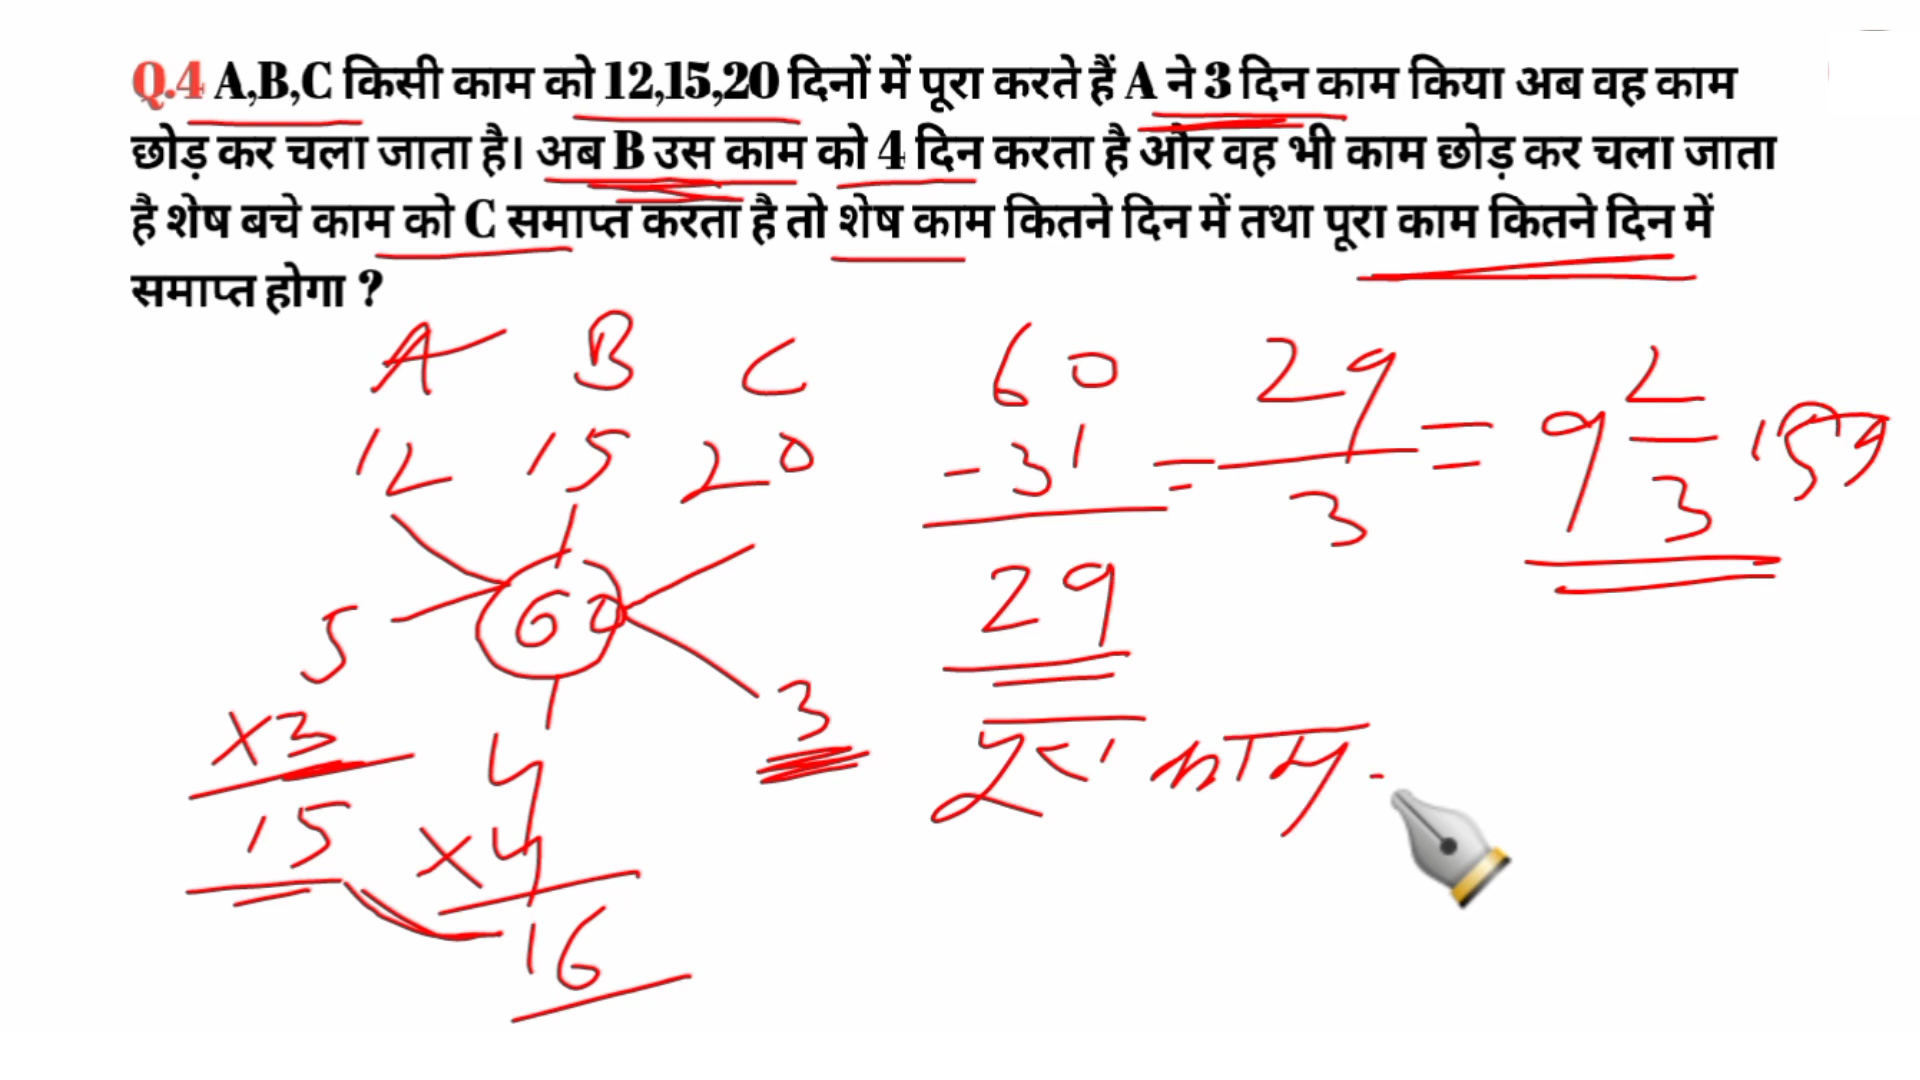 Q.4 A,B,C किसी काम को 12,15,20 दिनों में पूरा करते हैं A ने 3 दिन काम किया अब वह काम
छोड़ कर चला जाता है। अब B उस काम को 4 दिन करता है और वह भी काम छोड़ कर चला जाता
है शेष बचे काम को C समाप्त करता है तो शेष काम कितने दिन में तथा पूरा काम कितने दिन में
समाप्त होगा ?
A B C
12 15 20
60
5
×3
15
4
×4
16
3
60
-31
29
= 29/3 = 9 2/3 दिन
पूरा काम -